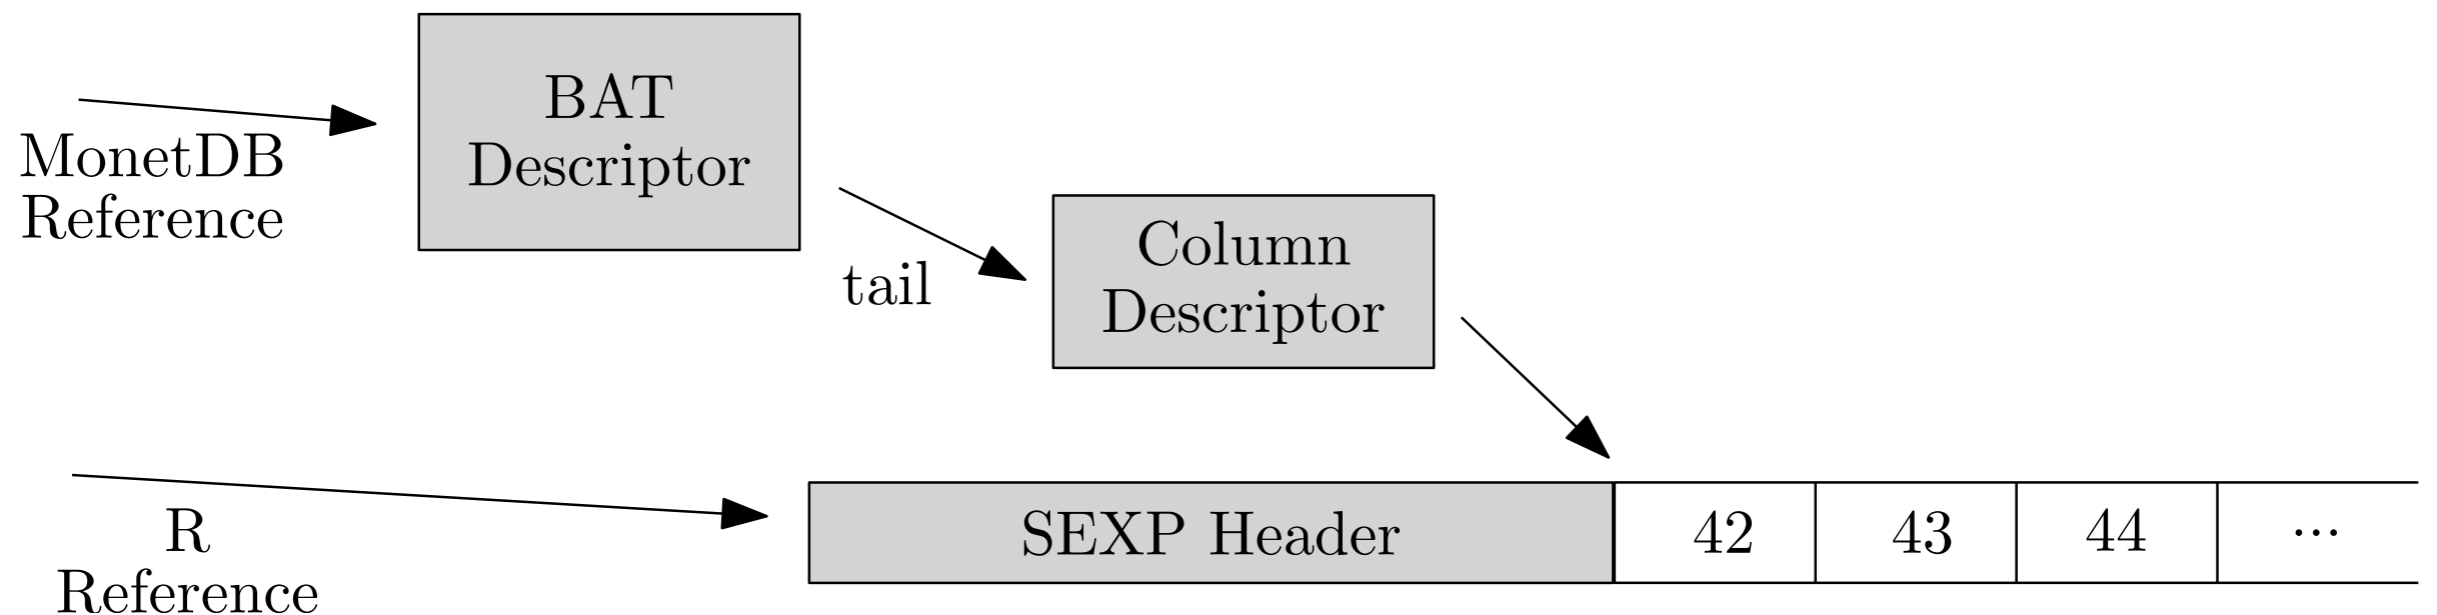 BAT
Descriptor
MonetDB
Reference
tail
Column
Descriptor
R
Reference
SEXP Header
42
43
44
...